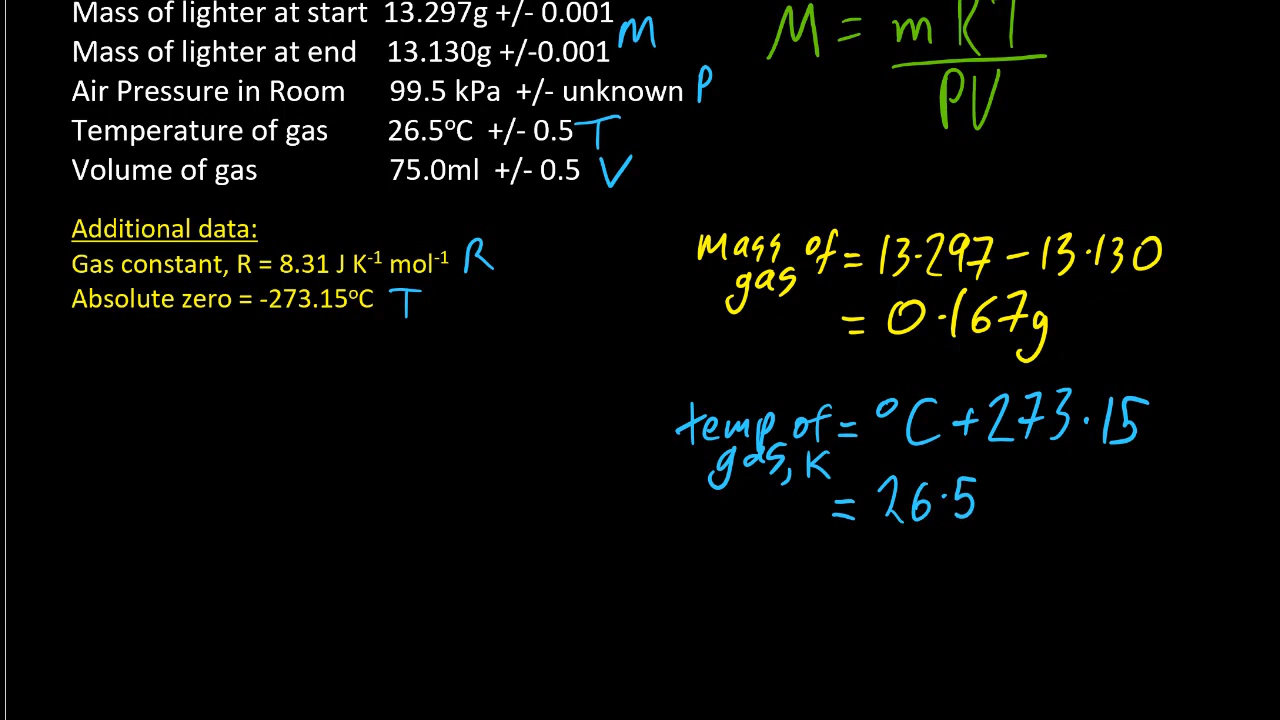 Mass of lighter at start 13.297g +/- 0.001
Mass of lighter at end 13.130g +/-0.001
M
Air Pressure in Room 99.5 kPa +/- unknown P
Temperature of gas 26.5ºC +/- 0.5 T
Volume of gas 75.0ml +/- 0.5 V
Additional data:
Gas constant, R = 8.31 J K⁻¹ mol⁻¹ R
Absolute zero = -273.15ºC T
M = m R T
PV
mass of = 13.297 - 13.130
gas
= 0.167g
temp of = ºC + 273.15
gas, K
= 26.5